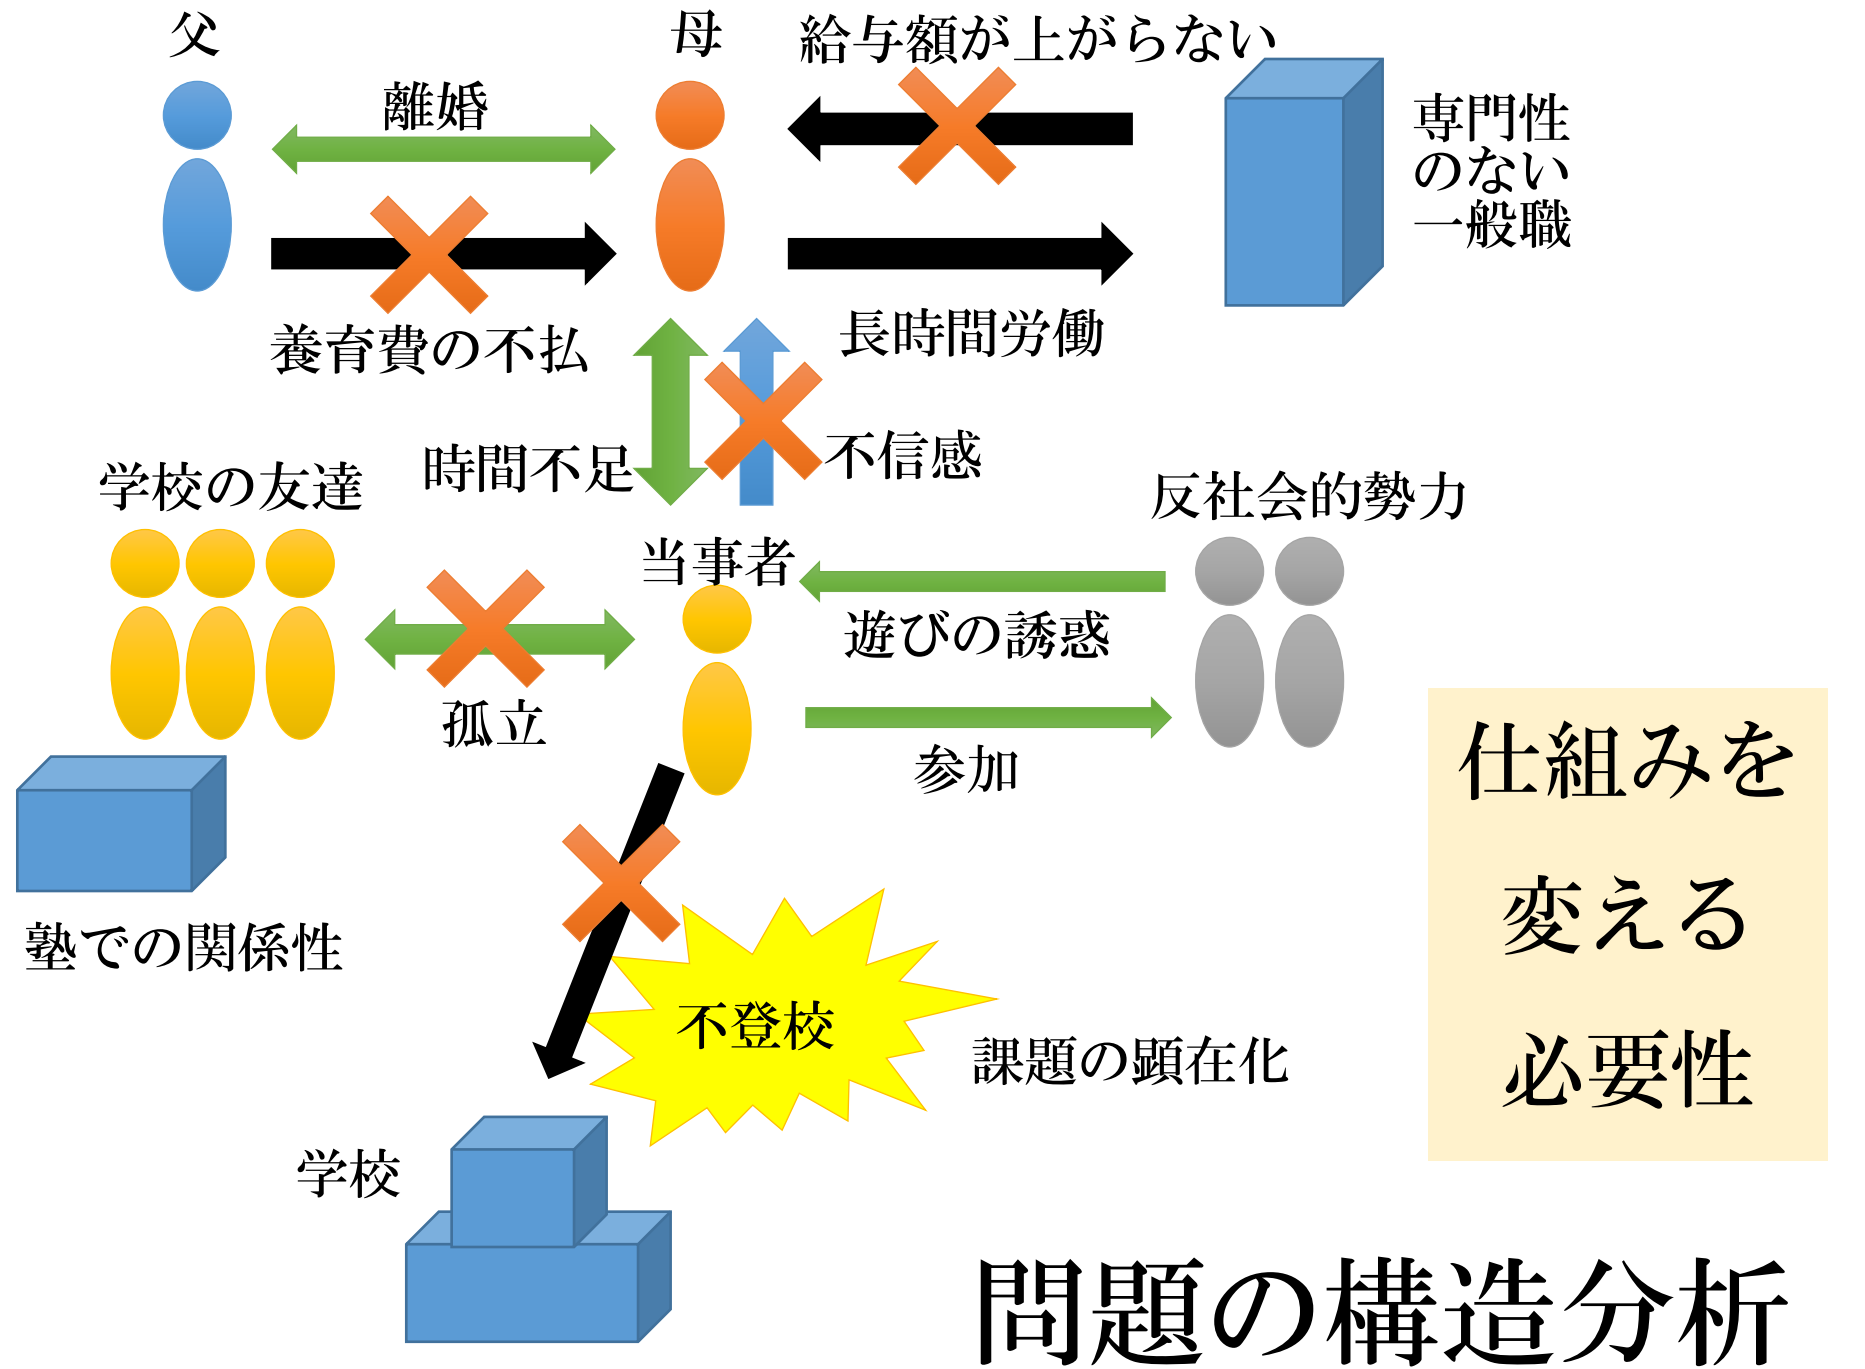 父
母
給与額が上がらない
離婚
専門性
のない
一般職
養育費の不払
長時間労働
時間不足
不信感
学校の友達
反社会的勢力
当事者
遊びの誘惑
孤立
参加
仕組みを
変える
必要性
塾での関係性
不登校
課題の顕在化
学校
問題の構造分析